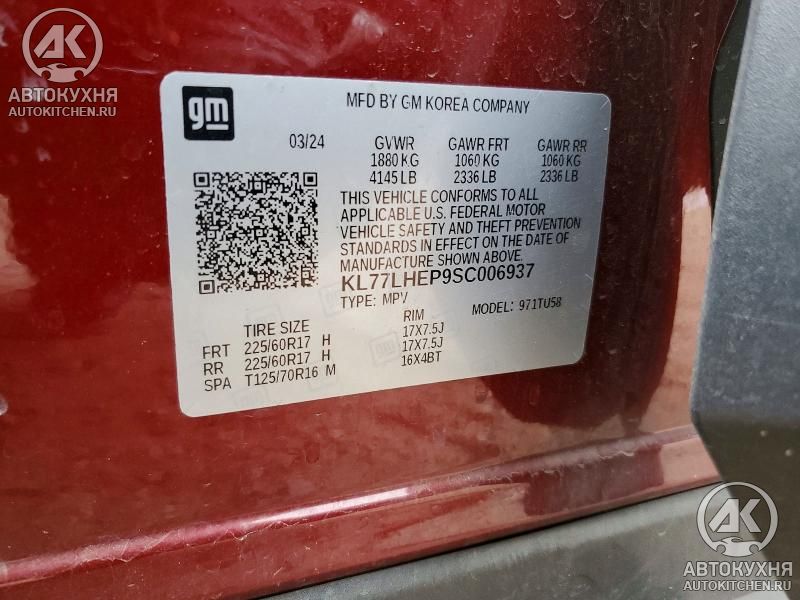 AK
АВТОКУХНЯ
AUTOKITCHEN.RU
gm
MFD BY GM KOREA COMPANY
03/24 GVWR GAWR FRT GAWR RR
1880 KG 1060 KG 1060 KG
4145 LB 2336 LB 2336 LB
THIS VEHICLE CONFORMS TO ALL
APPLICABLE U.S. FEDERAL MOTOR
VEHICLE SAFETY AND THEFT PREVENTION
STANDARDS IN EFFECT ON THE DATE OF
MANUFACTURE SHOWN ABOVE.
KL77LHEP9SC006937
TYPE: MPV MODEL: 971TU58
TIRE SIZE RIM
FRT 225/60R17 H 17X7.5J
RR 225/60R17 H 17X7.5J
SPA T125/70R16 M 16X4BT
AK
АВТОКУХНЯ
AUTOKITCHEN.RU